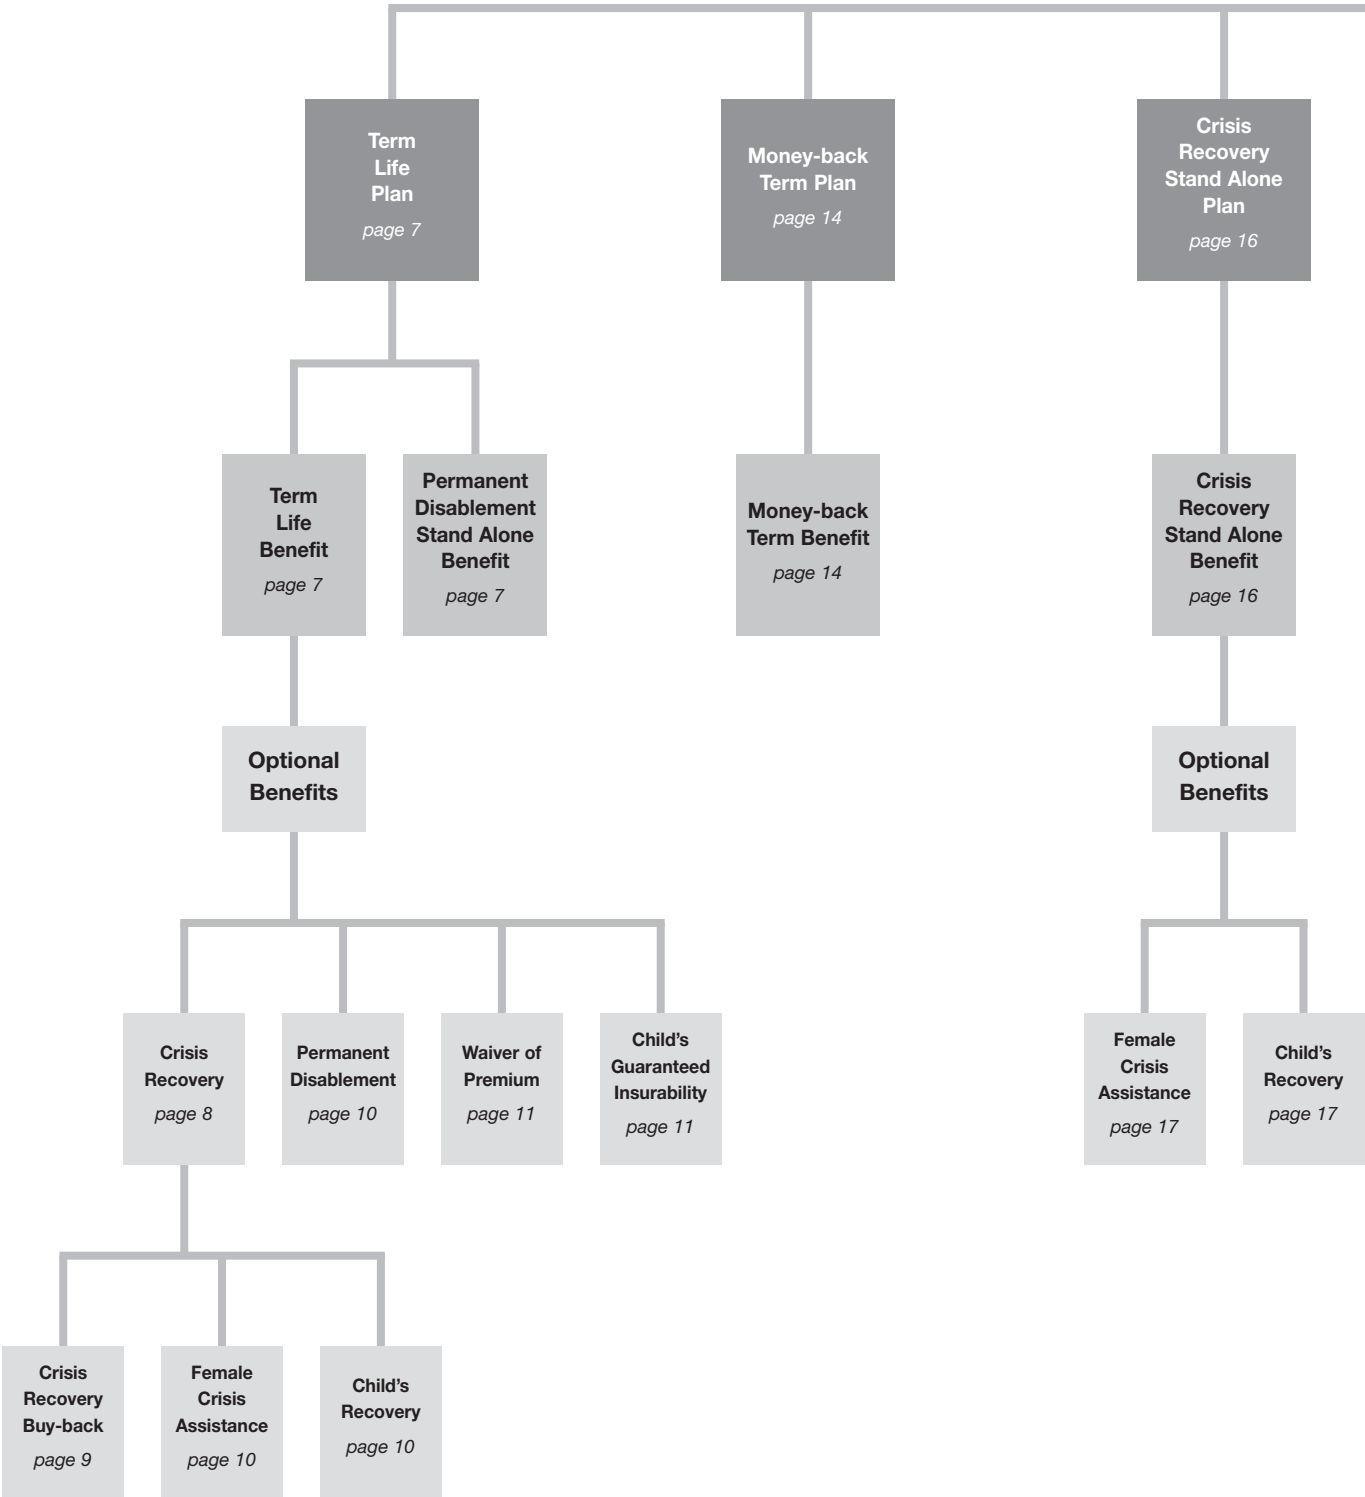 Term
Life
Plan
page 7
Money-back
Term Plan
page 14
Crisis
Recovery
Stand Alone
Plan
page 16
Term
Life
Benefit
page 7
Permanent
Disablement
Stand Alone
Benefit
page 7
Money-back
Term Benefit
page 14
Crisis
Recovery
Stand Alone
Benefit
page 16
Optional
Benefits
Optional
Benefits
Crisis
Recovery
page 8
Permanent
Disablement
page 10
Waiver of
Premium
page 11
Child’s
Guaranteed
Insurability
page 11
Female
Crisis
Assistance
page 17
Child’s
Recovery
page 17
Crisis
Recovery
Buy-back
page 9
Female
Crisis
Assistance
page 10
Child’s
Recovery
page 10